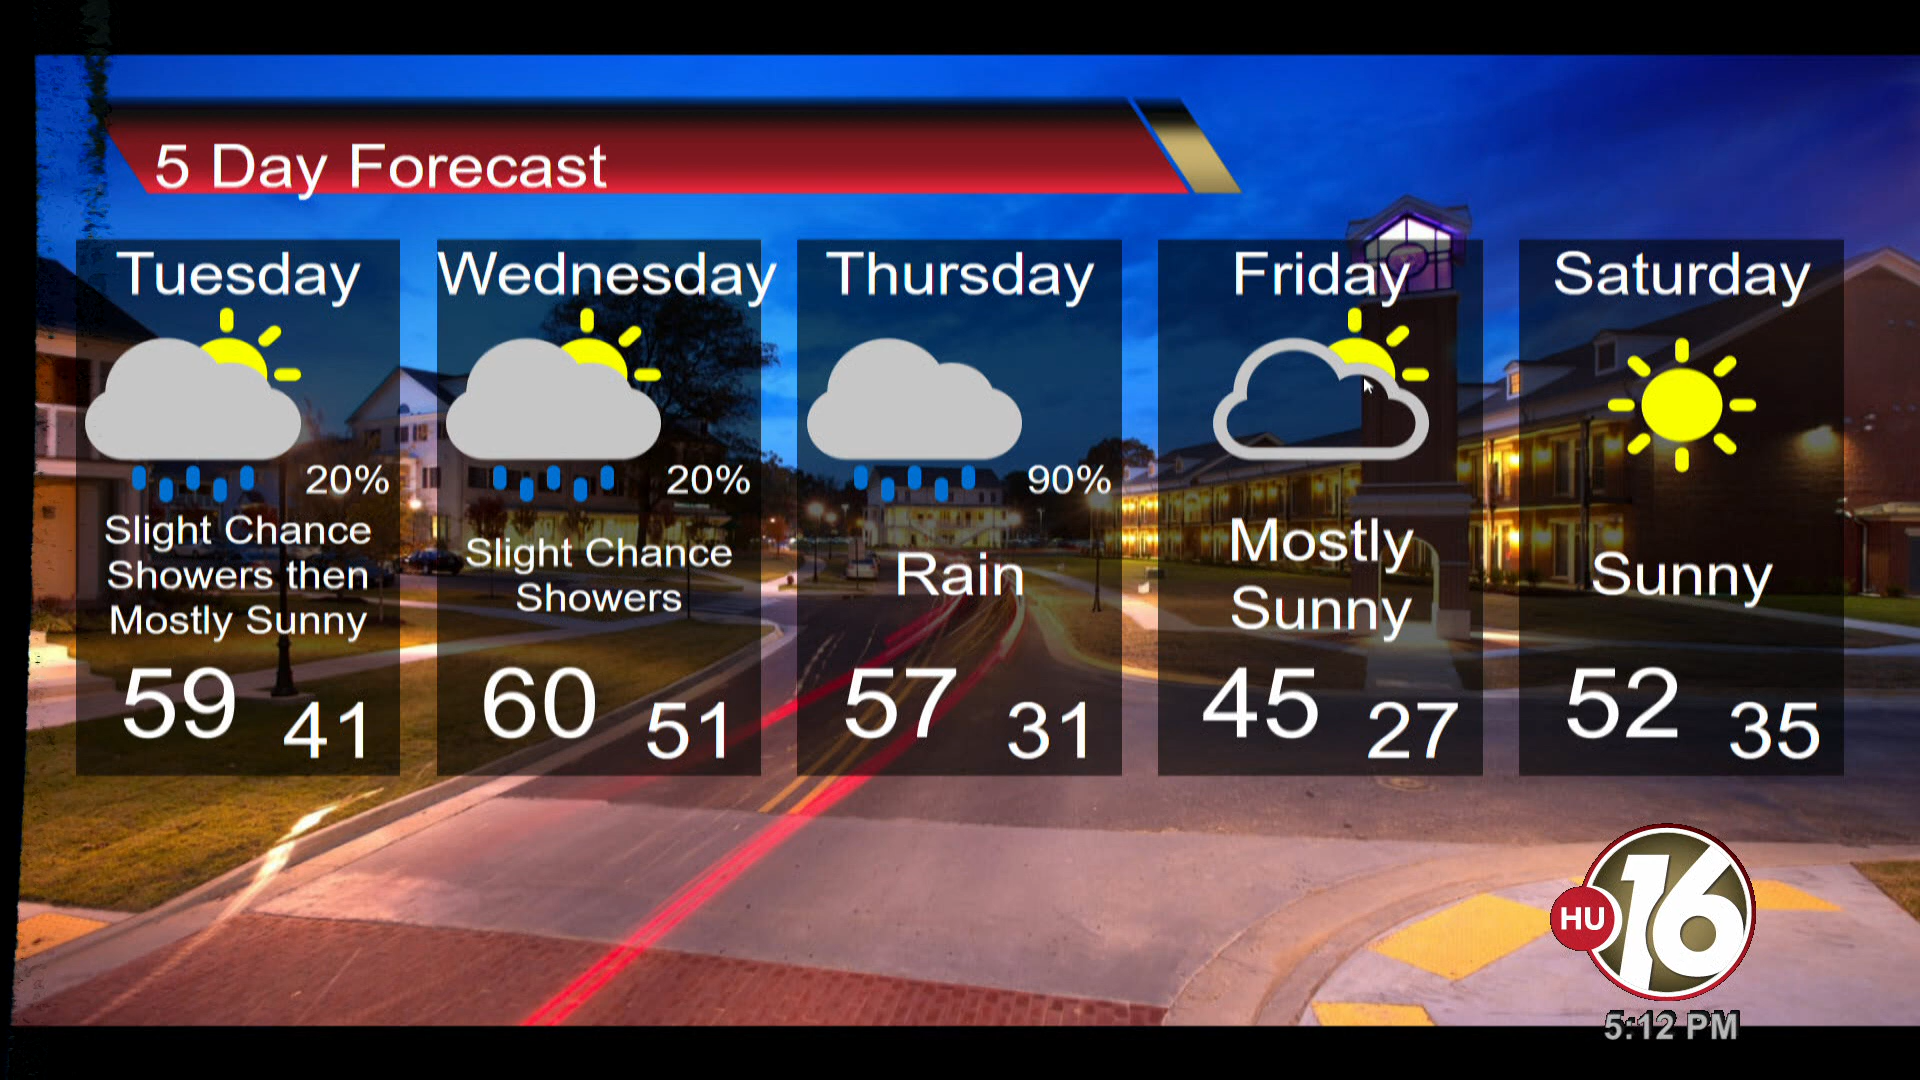 5 Day Forecast
Tuesday
20%
Slight Chance
Showers then
Mostly Sunny
59 41
Wednesday
20%
Slight Chance
Showers
60 51
Thursday
90%
Rain
57 31
Friday
Mostly
Sunny
45 27
Saturday
Sunny
52 35
HU 16
5:12 PM